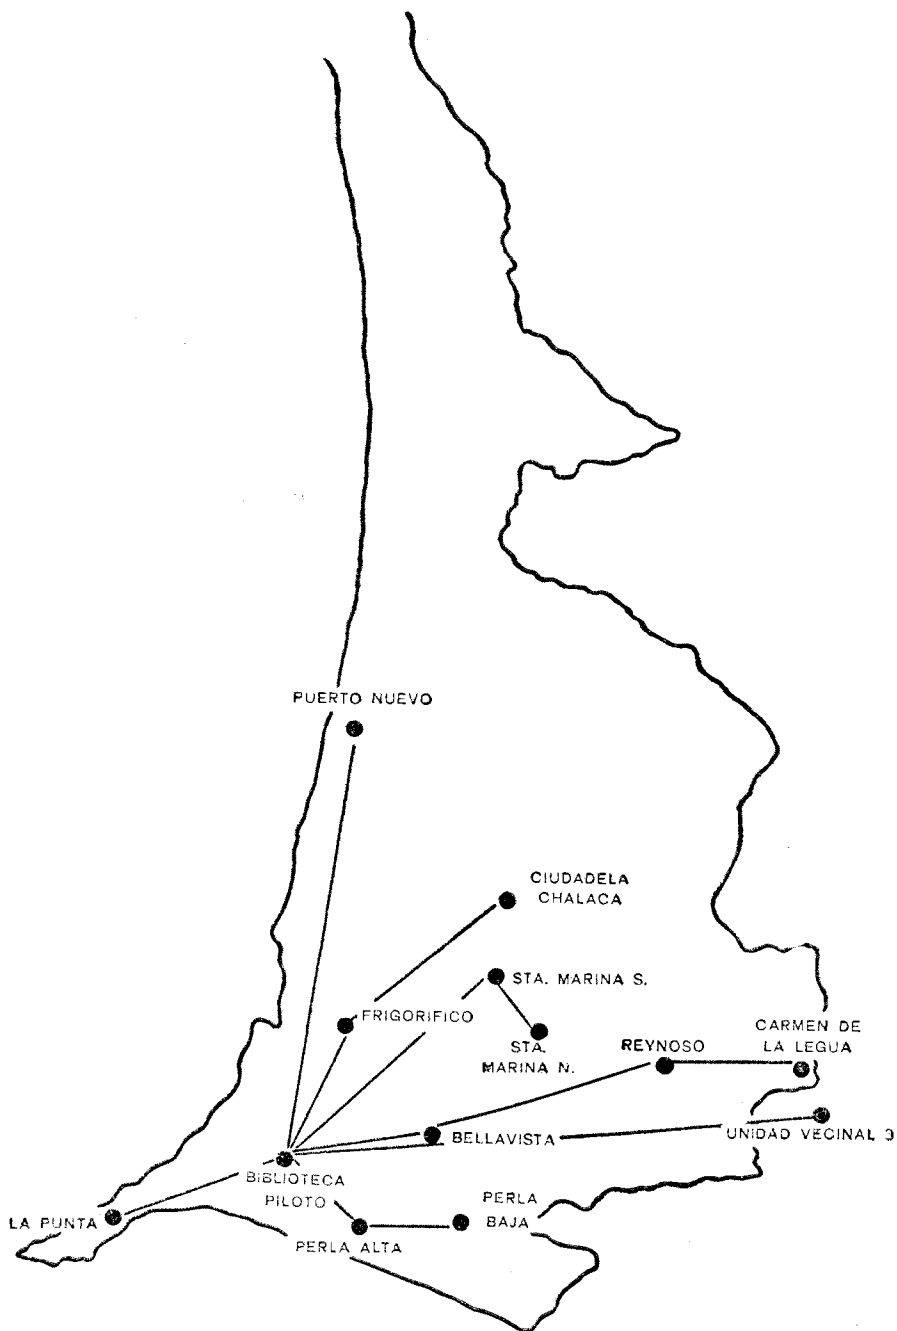 PUERTO NUEVO
CIUDADELA
CHALACA
STA. MARINA S.
FRIGORIFICO
STA.
MARINA N.
REYNOSO
CARMEN DE
LA LEGUA
BELLAVISTA
UNIDAD VECINAL 3
BIBLIOTECA
PILOTO
LA PUNTA
PERLA ALTA
PERLA
BAJA